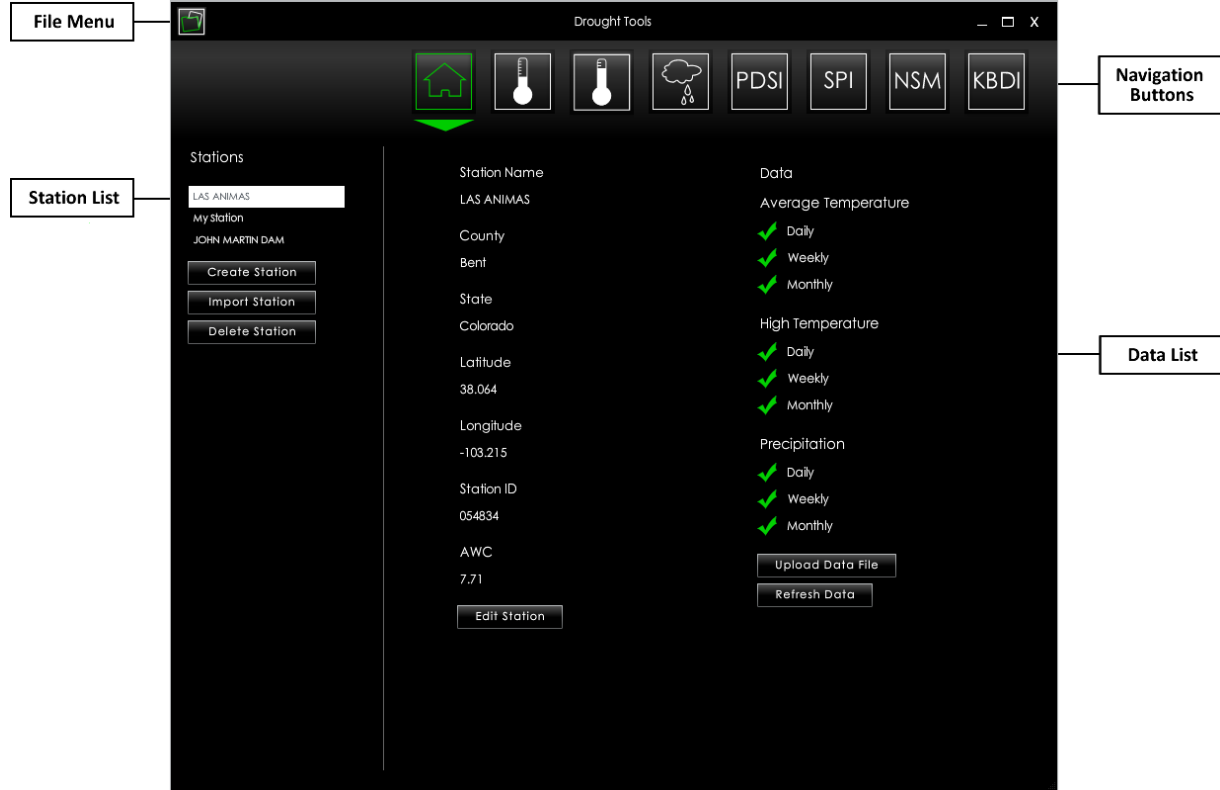 File Menu
Drought Tools
X
PDSI
SPI
NSM
KBDI
Navigation
Buttons
Stations
Station List
LAS ANIMAS
My Station
JOHN MARTIN DAM
Create Station
Import Station
Delete Station
Station Name
LAS ANIMAS
County
Bent
State
Colorado
Latitude
38.064
Longitude
-103.215
Station ID
054834
AWC
7.71
Edit Station
Data
Average Temperature
Daily
Weekly
Monthly
High Temperature
Daily
Weekly
Monthly
Precipitation
Daily
Weekly
Monthly
Upload Data File
Refresh Data
Data List